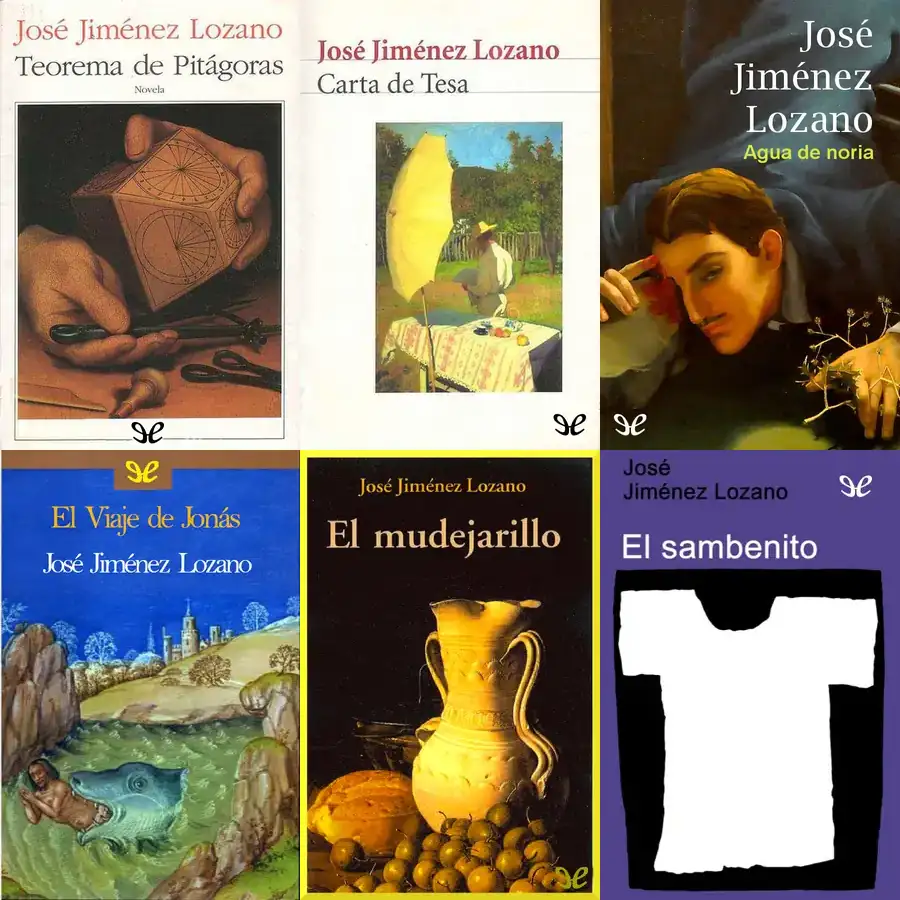 José Jiménez Lozano
Teorema de Pitágoras
Novela
José Jiménez Lozano
Carta de Tesa
José
Jiménez
Lozano
Agua de noria
El Viaje de Jonás
José Jiménez Lozano
José Jiménez Lozano
El mudejarillo
José
Jiménez Lozano
El sambenito